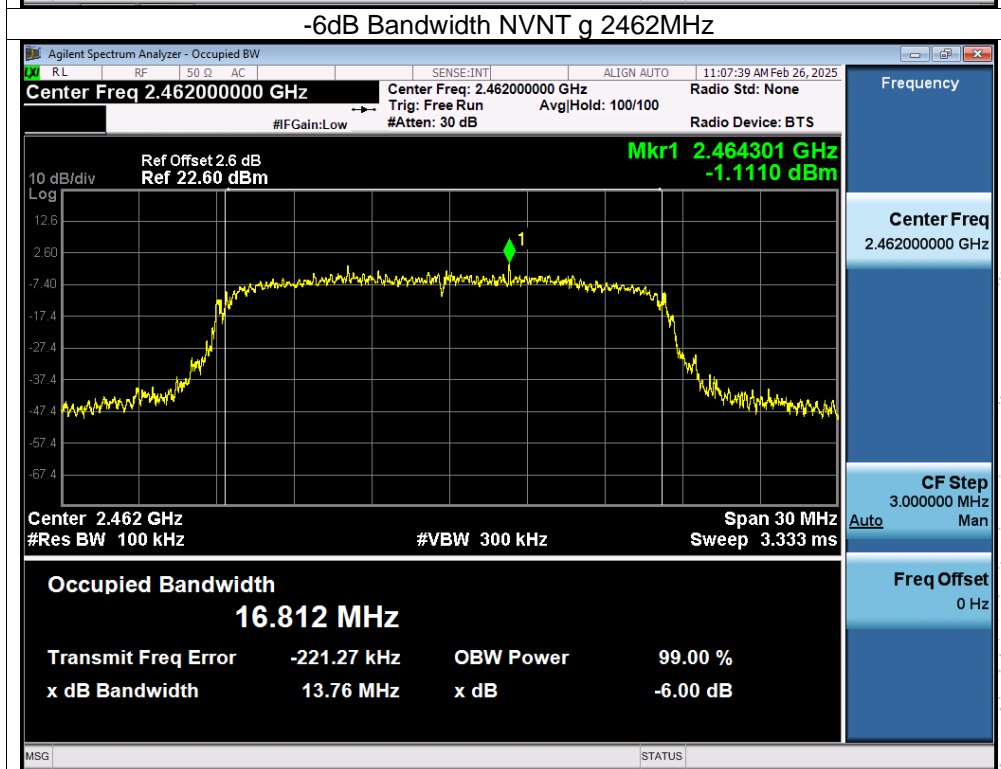 -6dB Bandwidth NVNT g 2462MHz
Agilent Spectrum Analyzer - Occupied BW
LXI RL RF 50 Ω AC SENSE:INT ALIGN AUTO 11:07:39 AM Feb 26, 2025
Center Freq 2.462000000 GHz
Center Freq: 2.462000000 GHz
Radio Std: None
Trig: Free Run Avg|Hold: 100/100
#IFGain:Low #Atten: 30 dB Radio Device: BTS
Frequency
Mkr1 2.464301 GHz
-1.1110 dBm
Ref Offset 2.6 dB
10 dB/div Ref 22.60 dBm
Log
12.6
2.60
-7.40
-17.4
-27.4
-37.4
-47.4
-57.4
-67.4
1
Center 2.462 GHz Span 30 MHz
#Res BW 100 kHz #VBW 300 kHz Sweep 3.333 ms
Center Freq
2.462000000 GHz
CF Step
3.000000 MHz
Auto Man
Freq Offset
0 Hz
Occupied Bandwidth
16.812 MHz
Transmit Freq Error -221.27 kHz OBW Power 99.00 %
x dB Bandwidth 13.76 MHz x dB -6.00 dB
MSG STATUS